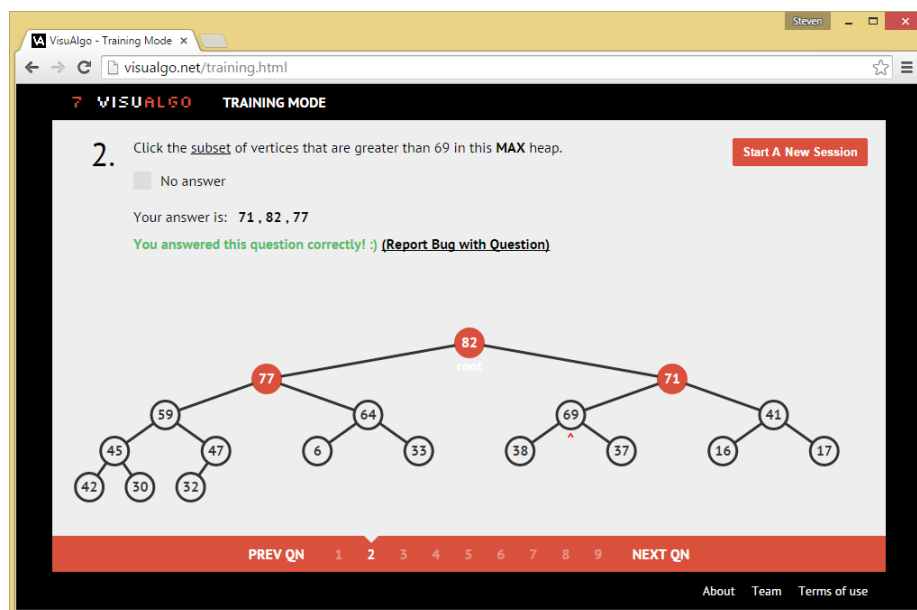 Steven
VisuAlgo - Training Mode
visualgo.net/training.html
7 VISUALGO TRAINING MODE
2. Click the subset of vertices that are greater than 69 in this MAX heap.
Start A New Session
No answer
Your answer is: 71 , 82 , 77
You answered this question correctly! :) (Report Bug with Question)
82
root
77 71
59 64 69 41
^
45 47 6 33 38 37 16 17
42 30 32
PREV QN 1 2 3 4 5 6 7 8 9 NEXT QN
About Team Terms of use